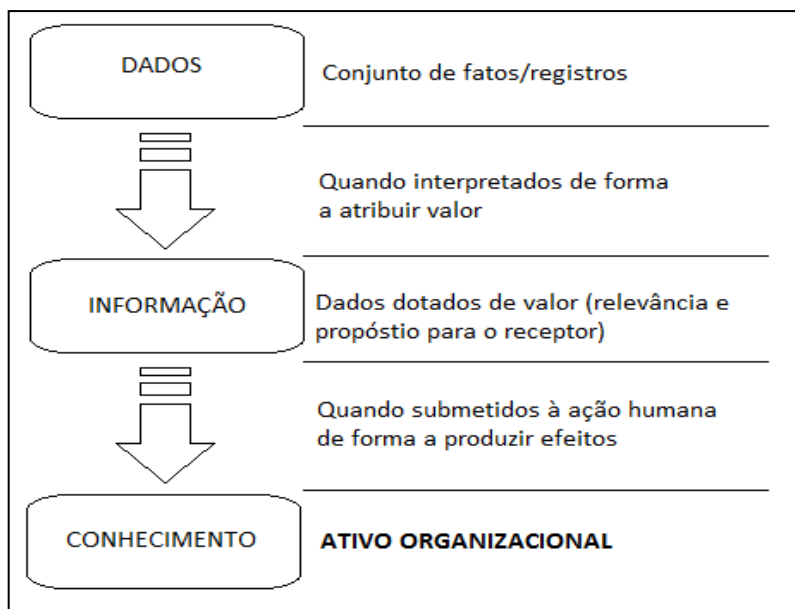 DADOS
Conjunto de fatos/registros
Quando interpretados de forma
a atribuir valor
INFORMAÇÃO
Dados dotados de valor (relevância e
propóstio para o receptor)
Quando submetidos à ação humana
de forma a produzir efeitos
CONHECIMENTO
ATIVO ORGANIZACIONAL